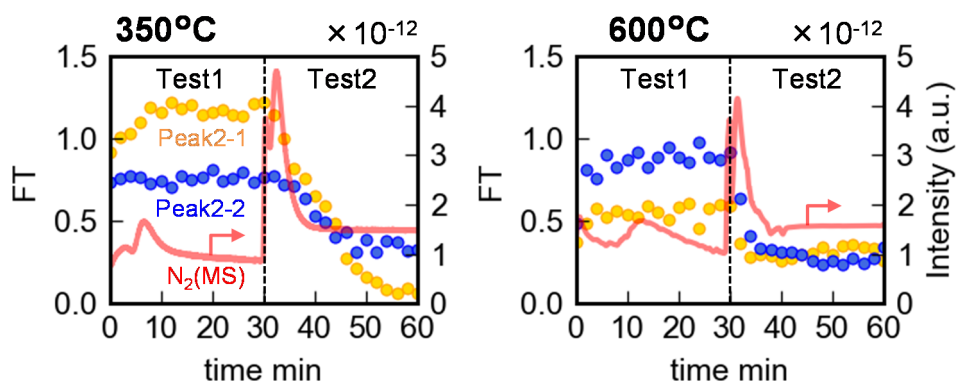 350°C
× 10⁻¹²
1.5
1.0
0.5
0.0
FT
Test1
Test2
Peak2-1
Peak2-2
N₂(MS)
5
4
3
2
1
0
0 10 20 30 40 50 60
time min
600°C
× 10⁻¹²
1.5
1.0
0.5
0.0
FT
Test1
Test2
5
4
3
2
1
0
Intensity (a.u.)
0 10 20 30 40 50 60
time min